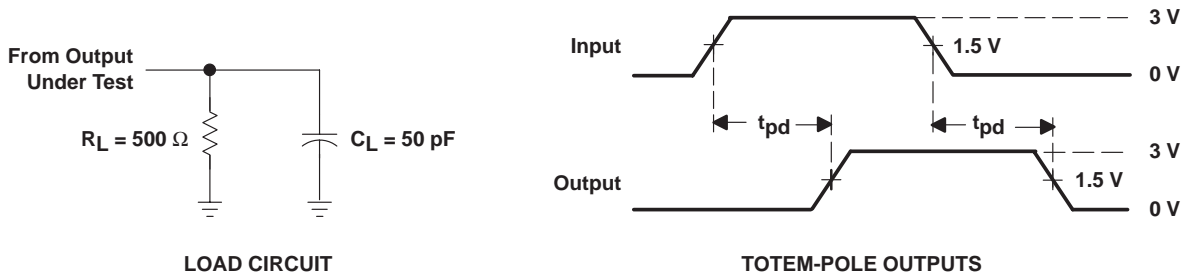 From Output
Under Test
RL = 500 Ω
CL = 50 pF
LOAD CIRCUIT
Input
3 V
1.5 V
0 V
tpd
tpd
Output
3 V
1.5 V
0 V
TOTEM-POLE OUTPUTS